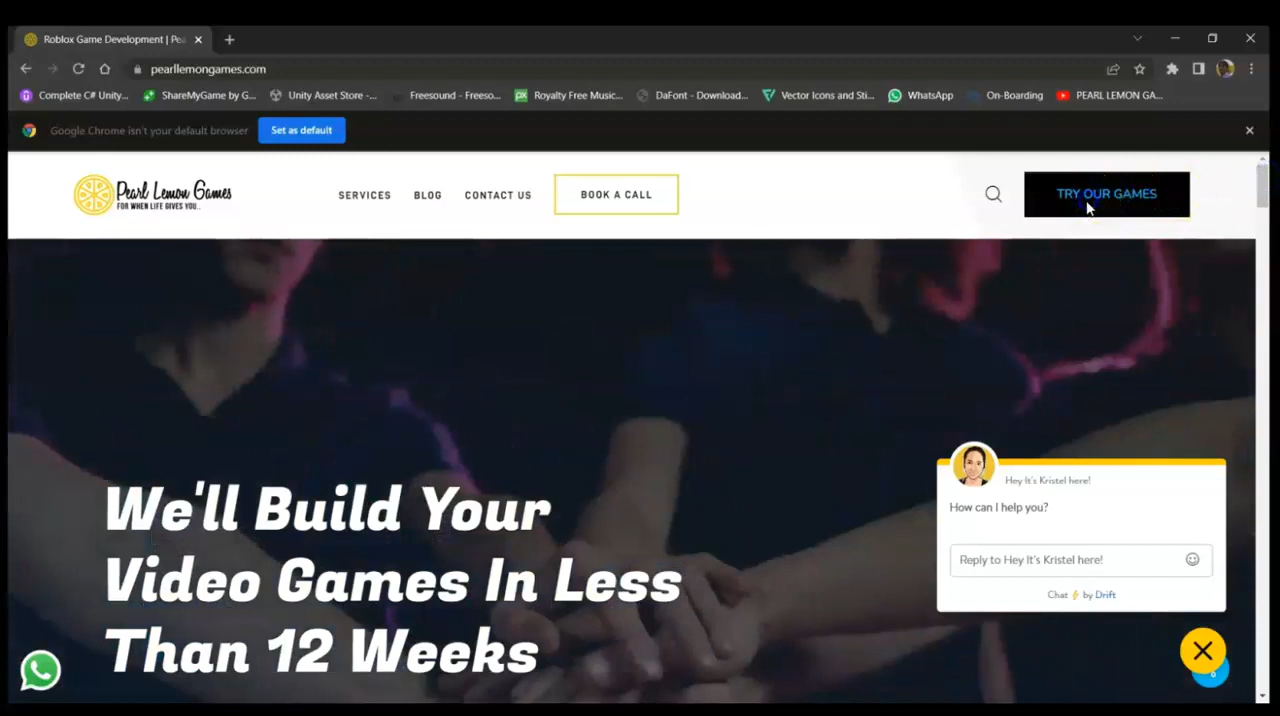 Roblox Game Development | Pea
pearllemongames.com
Complete C# Unity... ShareMyGame by G... Unity Asset Store -... Freesound - Freeso... Royalty Free Music... DaFont - Download... Vector Icons and Sti... WhatsApp On-Boarding PEARL LEMON GA...
Google Chrome isn't your default browser Set as default
Pearl Lemon Games
FOR WHEN LIFE GIVES YOU..
SERVICES BLOG CONTACT US BOOK A CALL TRY OUR GAMES
We'll Build Your
Video Games In Less
Than 12 Weeks
Hey It's Kristel here!
How can I help you?
Reply to Hey It's Kristel here!
Chat by Drift